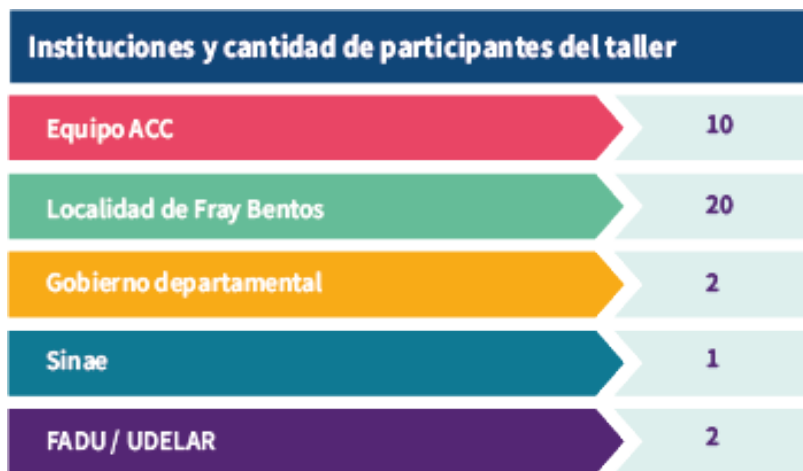 Instituciones y cantidad de participantes del taller
Equipo ACC 10
Localidad de Fray Bentos 20
Gobierno departamental 2
Sinae 1
FADU / UDELAR 2